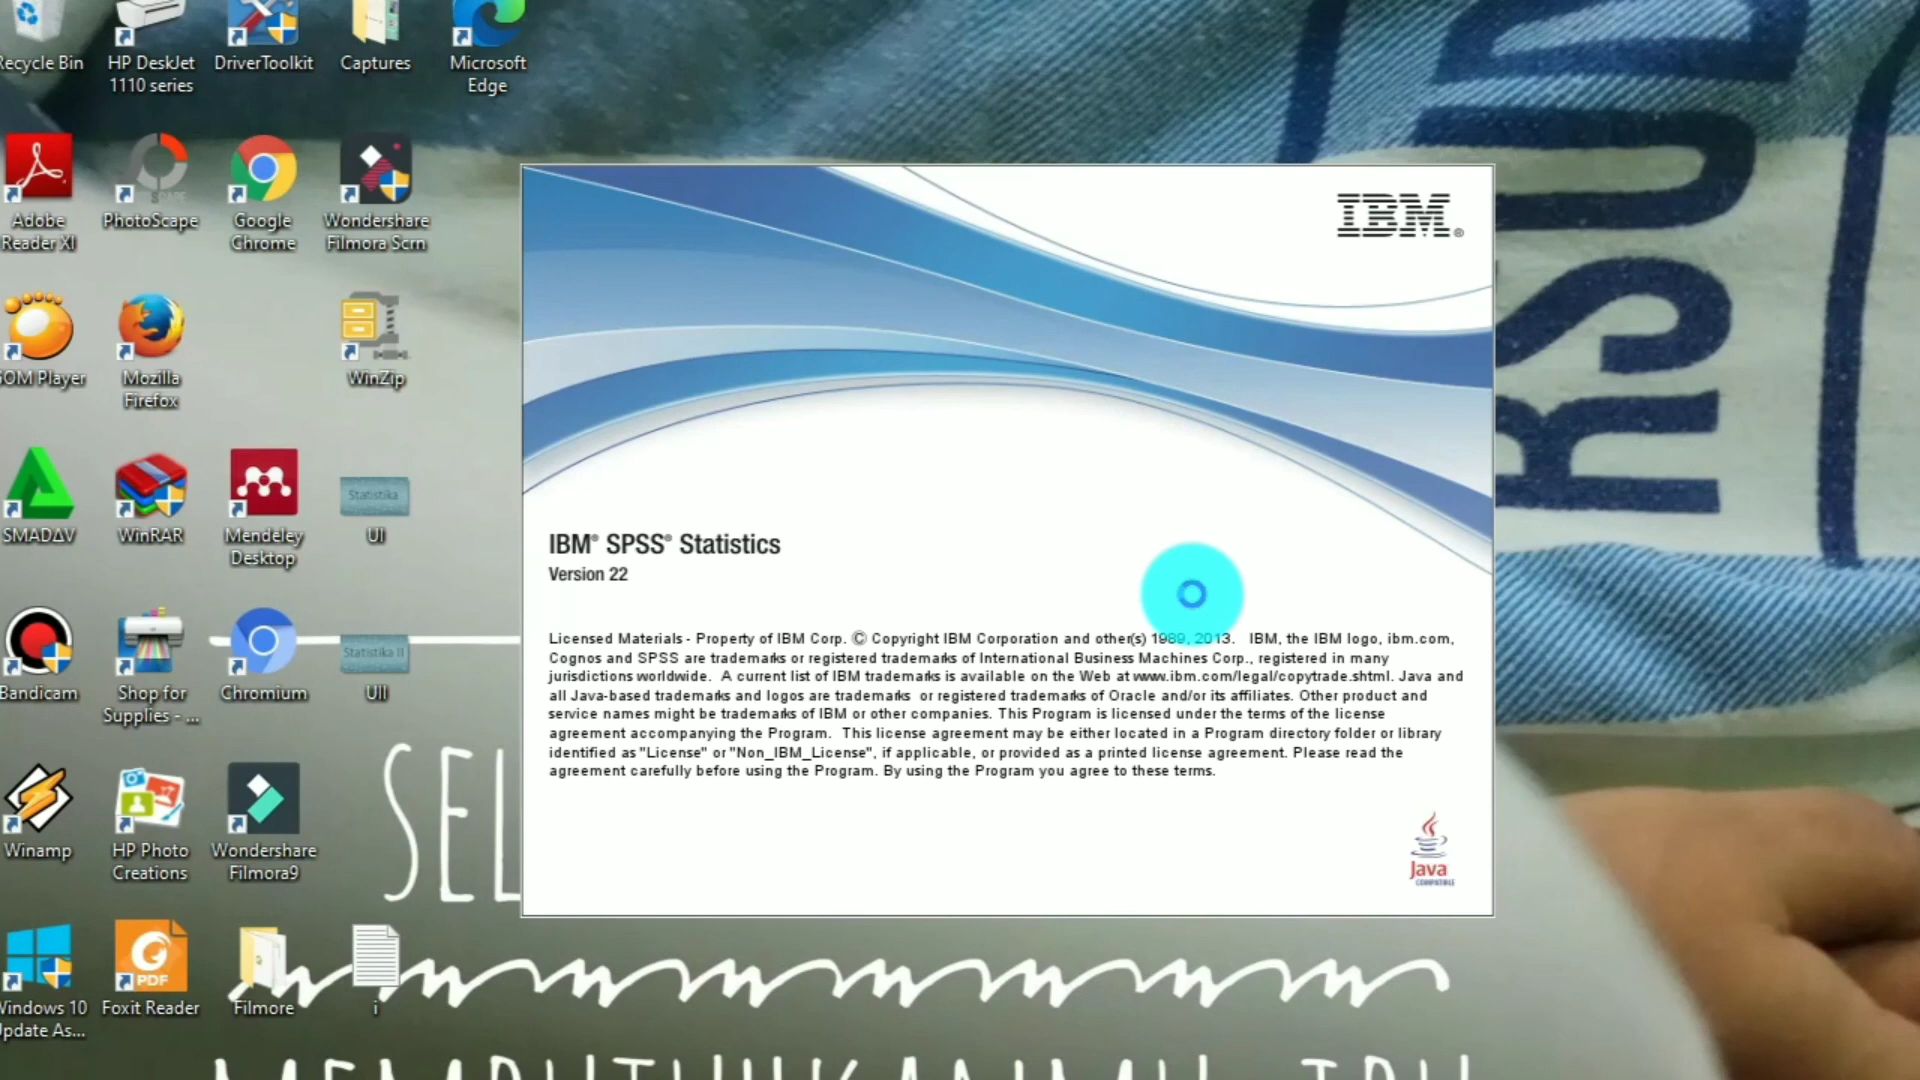 Recycle Bin
HP DeskJet
1110 series
DriverToolkit
Captures
Microsoft
Edge
Adobe
Reader XI
PhotoScape
Google
Chrome
Wondershare
Filmora Scrn
GOM Player
Mozilla
Firefox
WinZip
SMADΔV
WinRAR
Mendeley
Desktop
Statistika
UI
Bandicam
Shop for
Supplies - ...
Chromium
Statistika II
UII
Winamp
HP Photo
Creations
Wondershare
Filmora9
Windows 10
Update As...
PDF
Foxit Reader
Filmore
i
IBM®
IBM® SPSS® Statistics
Version 22
Licensed Materials - Property of IBM Corp. © Copyright IBM Corporation and other(s) 1989, 2013. IBM, the IBM logo, ibm.com,
Cognos and SPSS are trademarks or registered trademarks of International Business Machines Corp., registered in many
jurisdictions worldwide. A current list of IBM trademarks is available on the Web at www.ibm.com/legal/copytrade.shtml. Java and
all Java-based trademarks and logos are trademarks or registered trademarks of Oracle and/or its affiliates. Other product and
service names might be trademarks of IBM or other companies. This Program is licensed under the terms of the license
agreement accompanying the Program. This license agreement may be either located in a Program directory folder or library
identified as "License" or "Non_IBM_License", if applicable, or provided as a printed license agreement. Please read the
agreement carefully before using the Program. By using the Program you agree to these terms.
Java
COMPATIBLE
RSU
SEL